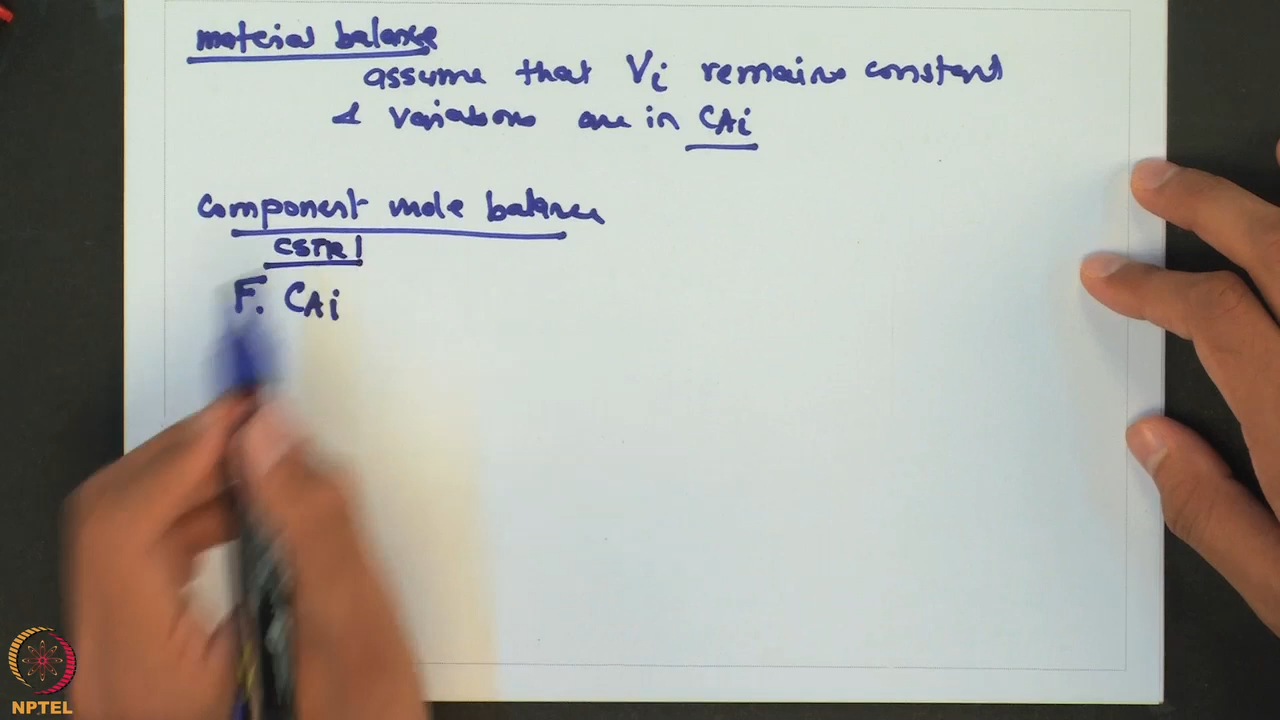 material balance
assume that Vi remains constant
& variations are in CAi
component mole balance
CSTR 1
F. CAi
NPTEL